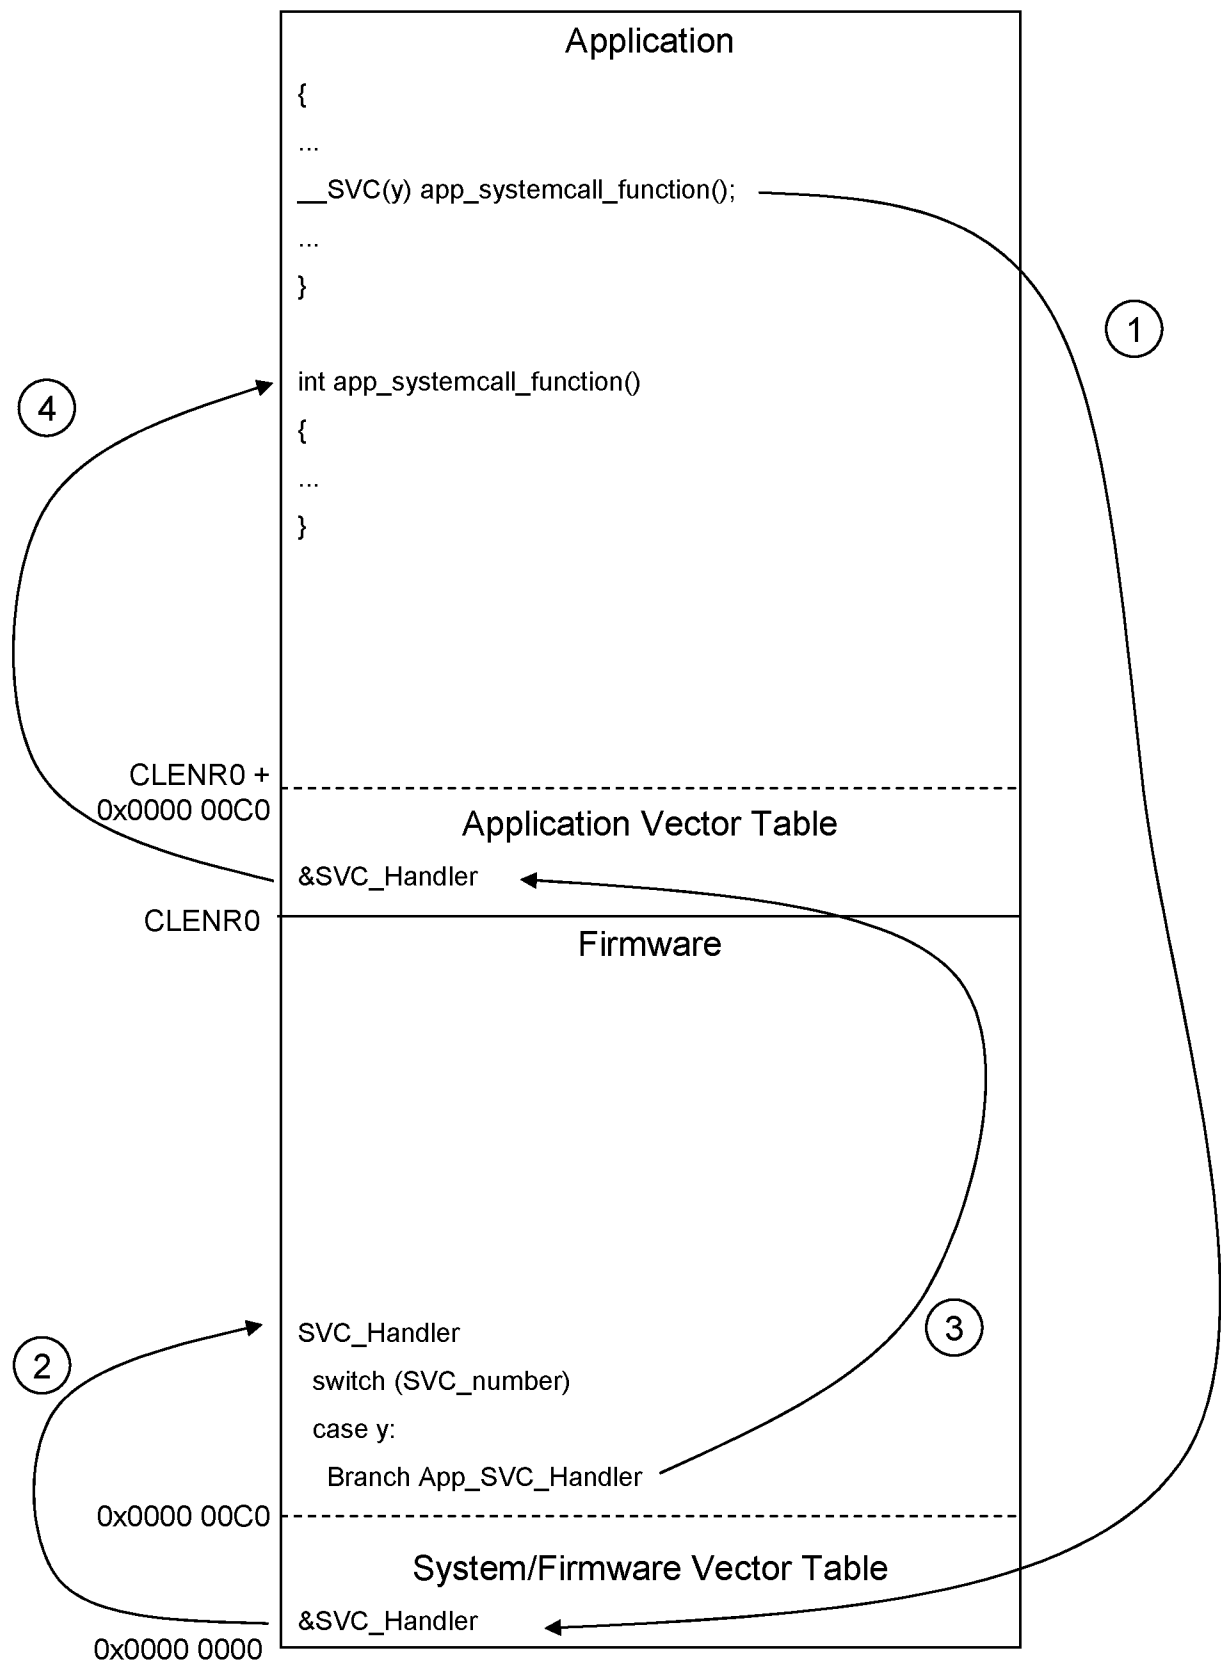 Application
{
...
__SVC(y) app_systemcall_function();
...
}
1
int app_systemcall_function()
4
{
...
}
CLENR0 +
0x0000 00C0
Application Vector Table
&SVC_Handler
CLENR0
Firmware
SVC_Handler
3
2
switch (SVC_number)
case y:
Branch App_SVC_Handler
0x0000 00C0
System/Firmware Vector Table
&SVC_Handler
0x0000 0000